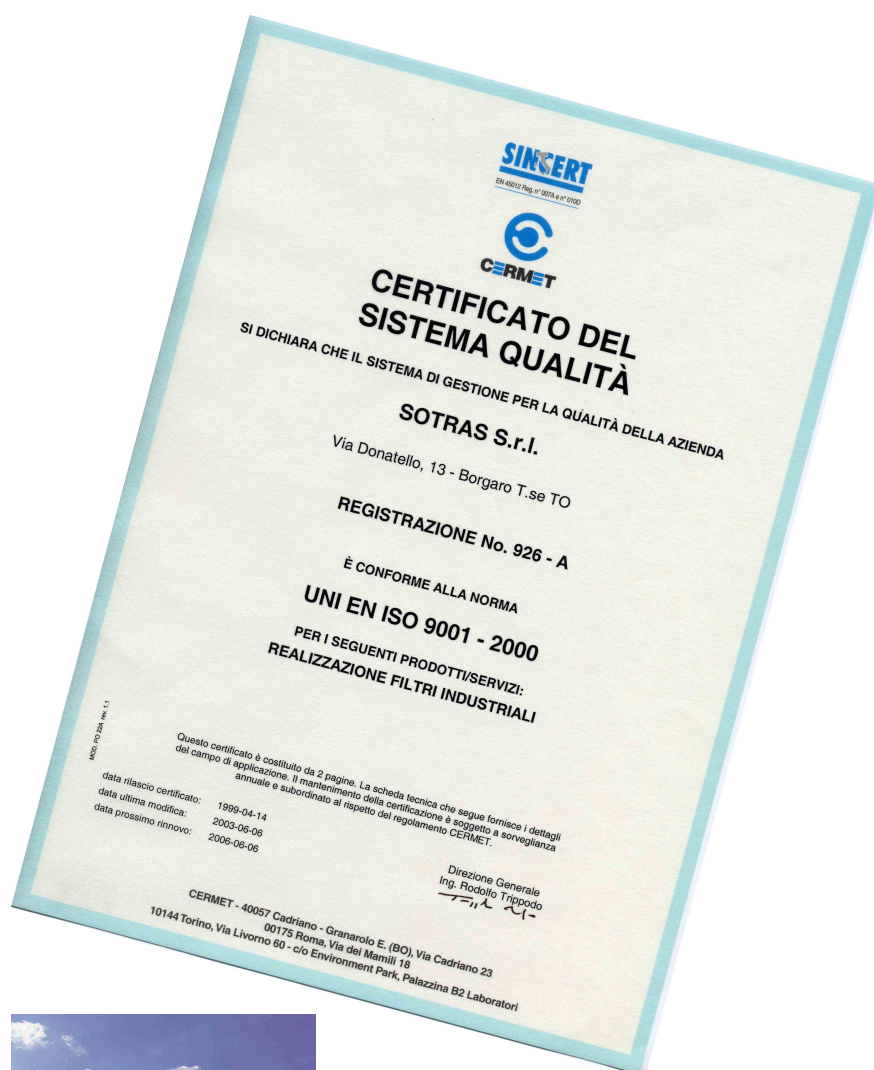 SINCERT
EN 45012 Reg. n° 007A e n° 010D
CERMET
CERTIFICATO DEL
SISTEMA QUALITÀ
SI DICHIARA CHE IL SISTEMA DI GESTIONE PER LA QUALITÀ DELLA AZIENDA
SOTRAS S.r.l.
Via Donatello, 13 - Borgaro T.se TO
REGISTRAZIONE No. 926 - A
È CONFORME ALLA NORMA
UNI EN ISO 9001 - 2000
PER I SEGUENTI PRODOTTI/SERVIZI:
REALIZZAZIONE FILTRI INDUSTRIALI
MOD. PO 22A rev. 1.1
Questo certificato è costituito da 2 pagine. La scheda tecnica che segue fornisce i dettagli
del campo di applicazione. Il mantenimento della certificazione è soggetto a sorveglianza
annuale e subordinato al rispetto del regolamento CERMET.
data rilascio certificato: 1999-04-14
data ultima modifica: 2003-06-06
data prossimo rinnovo: 2006-06-06
Direzione Generale
Ing. Rodolfo Trippodo
CERMET - 40057 Cadriano - Granarolo E. (BO), Via Cadriano 23
00175 Roma, Via dei Mamili 18
10144 Torino, Via Livorno 60 - c/o Environment Park, Palazzina B2 Laboratori